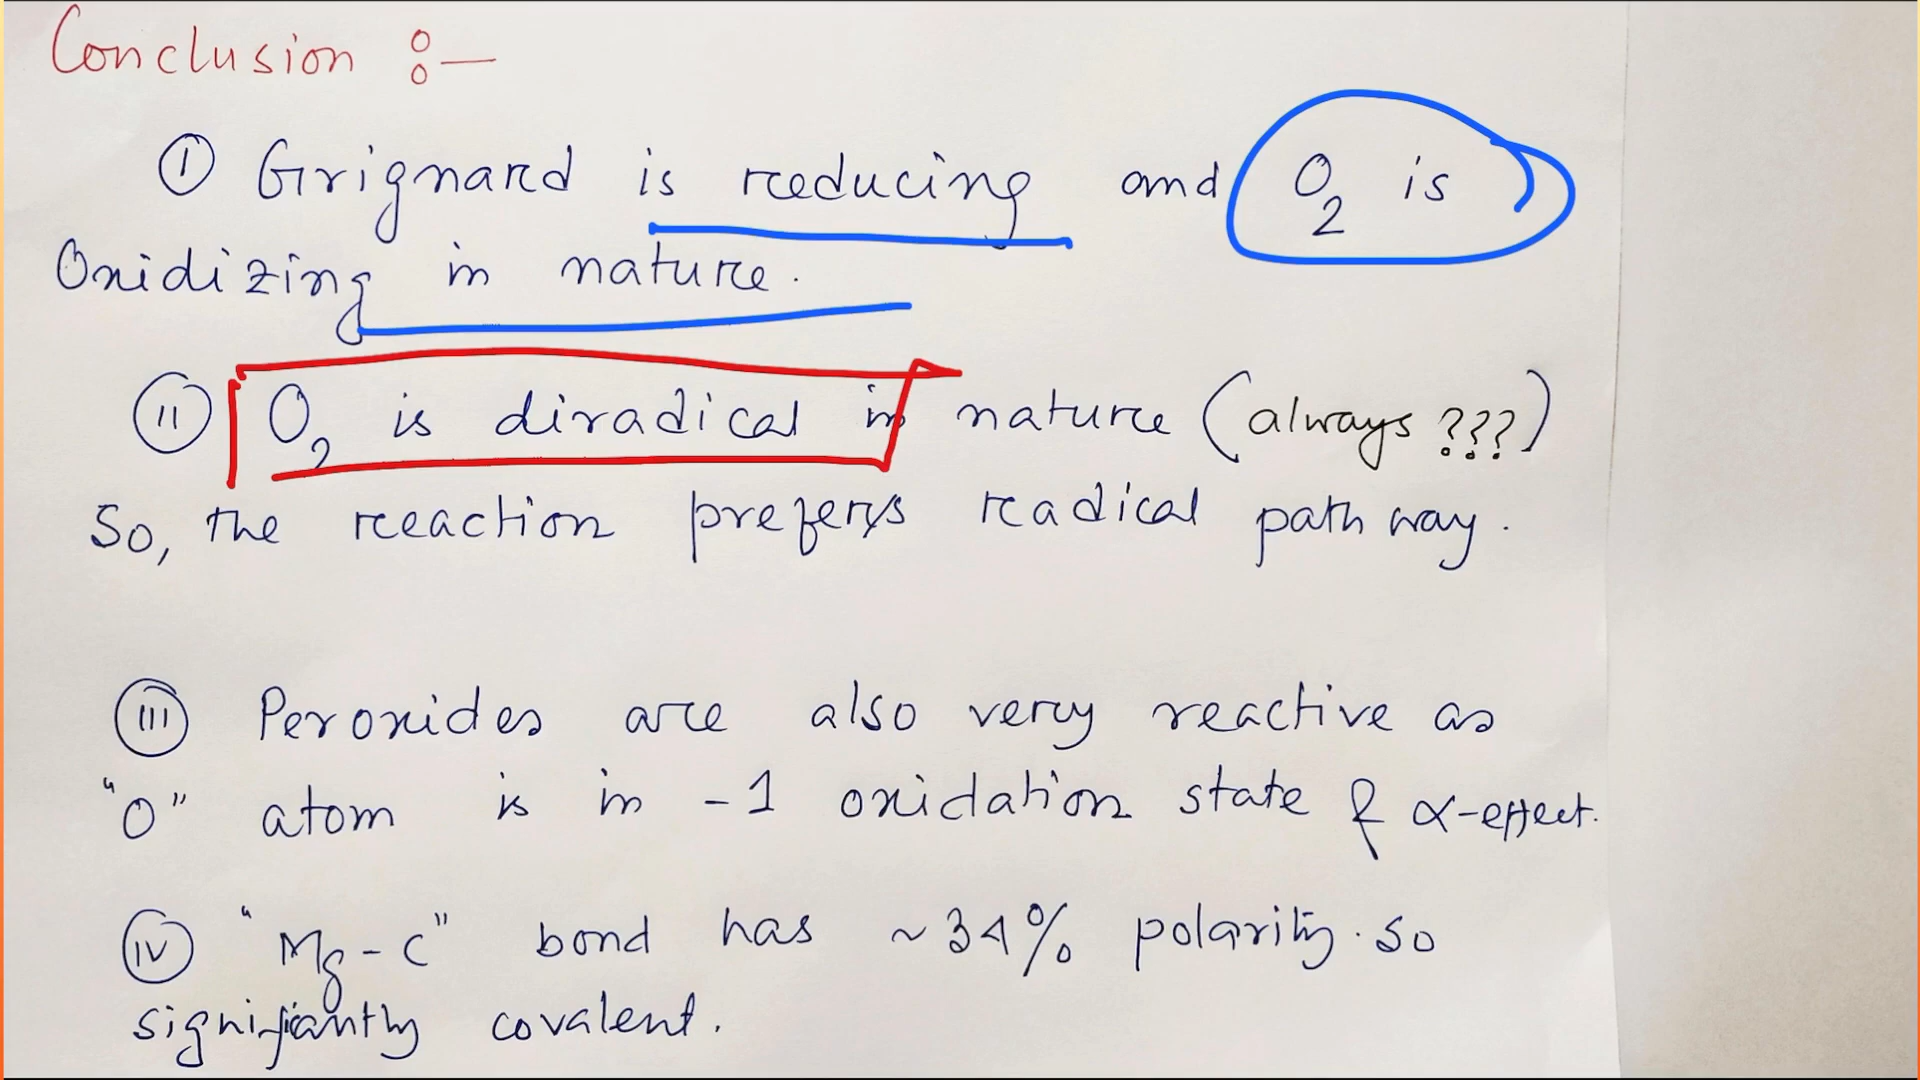 Conclusion :-
(I) Grignard is reducing and O2 is
Oxidizing in nature.
(II) O2 is diradical in nature (always ???)
So, the reaction prefers radical pathway.
(III) Peroxides are also very reactive as
"O" atom is in -1 oxidation state & α-effect.
(IV) "Mg-C" bond has ~34% polarity. So
significantly covalent.